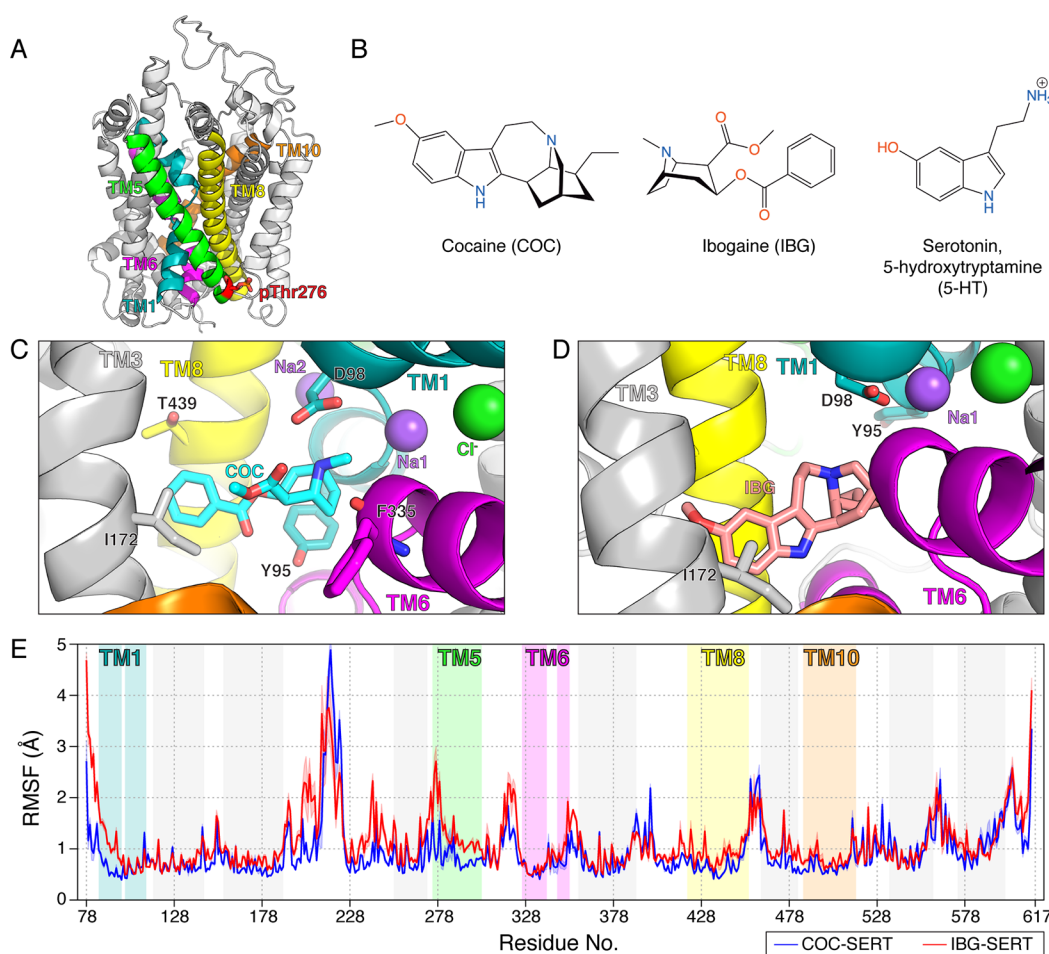 A
TM10
TM5
TM8
TM6
TM1
pThr276
B
O
N
N
H
Cocaine (COC)
N
O
O
O
O
Ibogaine (IBG)
NH3
+
HO
N
H
Serotonin,
5-hydroxytryptamine
(5-HT)
C
TM3
TM8
Na2
D98
TM1
T439
Na1
Cl-
COC
F335
I172
Y95
TM6
D
TM8
TM1
TM3
D98
Na1
Y95
IBG
I172
TM6
E
TM1
TM5
TM6
TM8
TM10
RMSF (Å)
5
4
3
2
1
0
78 128 178 228 278 328 378 428 478 528 578 617
Residue No.
COC-SERT IBG-SERT